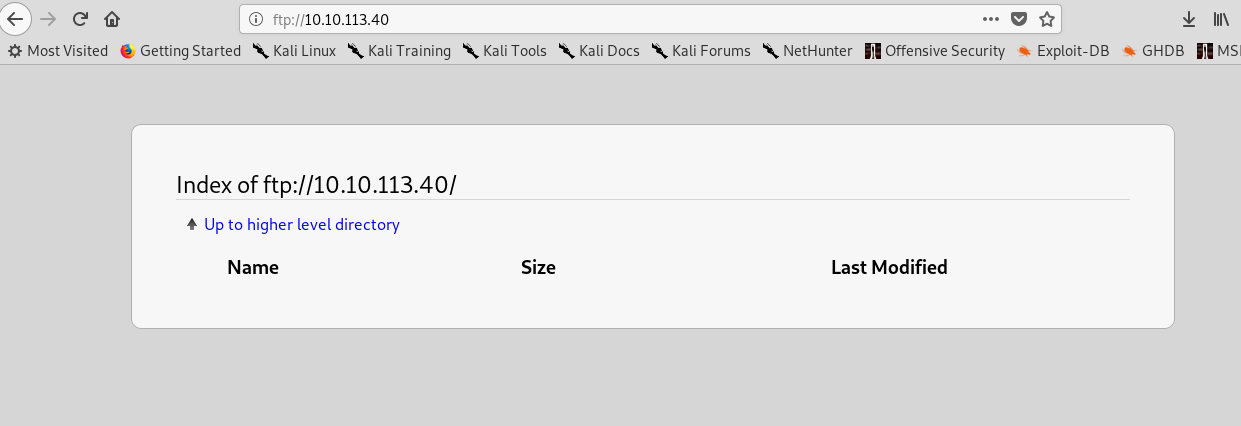 ftp://10.10.113.40
Most Visited Getting Started Kali Linux Kali Training Kali Tools Kali Docs Kali Forums NetHunter Offensive Security Exploit-DB GHDB MS
Index of ftp://10.10.113.40/
Up to higher level directory
Name Size Last Modified